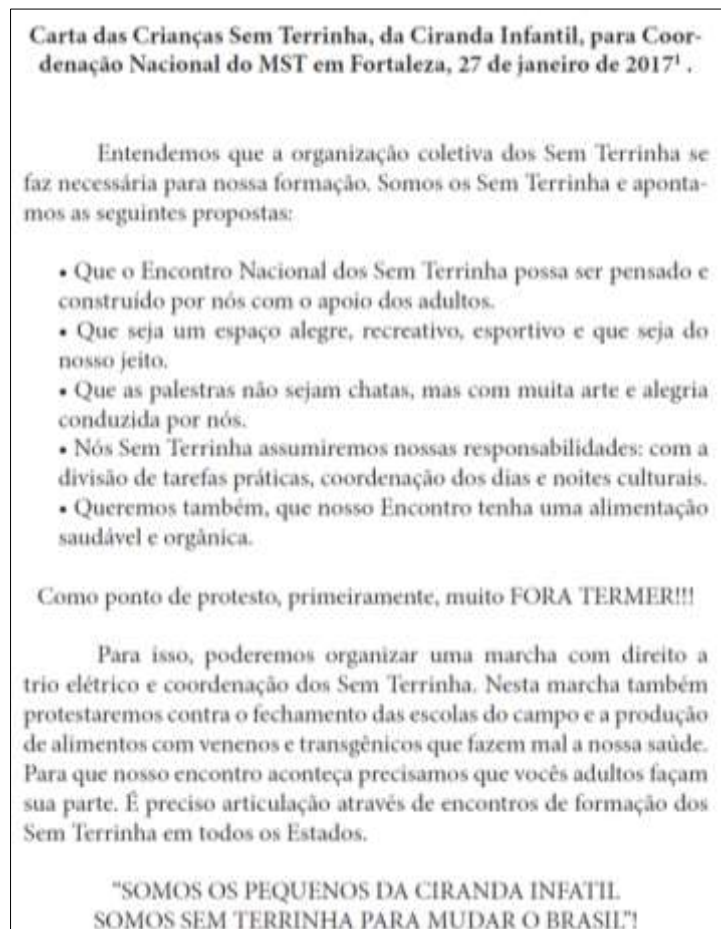 Carta das Crianças Sem Terrinha, da Ciranda Infantil, para Coor-
denação Nacional do MST em Fortaleza, 27 de janeiro de 2017¹ .
Entendemos que a organização coletiva dos Sem Terrinha se
faz necessária para nossa formação. Somos os Sem Terrinha e aponta-
mos as seguintes propostas:
• Que o Encontro Nacional dos Sem Terrinha possa ser pensado e
construído por nós com o apoio dos adultos.
• Que seja um espaço alegre, recreativo, esportivo e que seja do
nosso jeito.
• Que as palestras não sejam chatas, mas com muita arte e alegria
conduzida por nós.
• Nós Sem Terrinha assumiremos nossas responsabilidades: com a
divisão de tarefas práticas, coordenação dos dias e noites culturais.
• Queremos também, que nosso Encontro tenha uma alimentação
saudável e orgânica.
Como ponto de protesto, primeiramente, muito FORA TERMER!!!
Para isso, poderemos organizar uma marcha com direito a
trio elétrico e coordenação dos Sem Terrinha. Nesta marcha também
protestaremos contra o fechamento das escolas do campo e a produção
de alimentos com venenos e transgênicos que fazem mal a nossa saúde.
Para que nosso encontro aconteça precisamos que vocês adultos façam
sua parte. É preciso articulação através de encontros de formação dos
Sem Terrinha em todos os Estados.
"SOMOS OS PEQUENOS DA CIRANDA INFATIL
SOMOS SEM TERRINHA PARA MUDAR O BRASIL"!